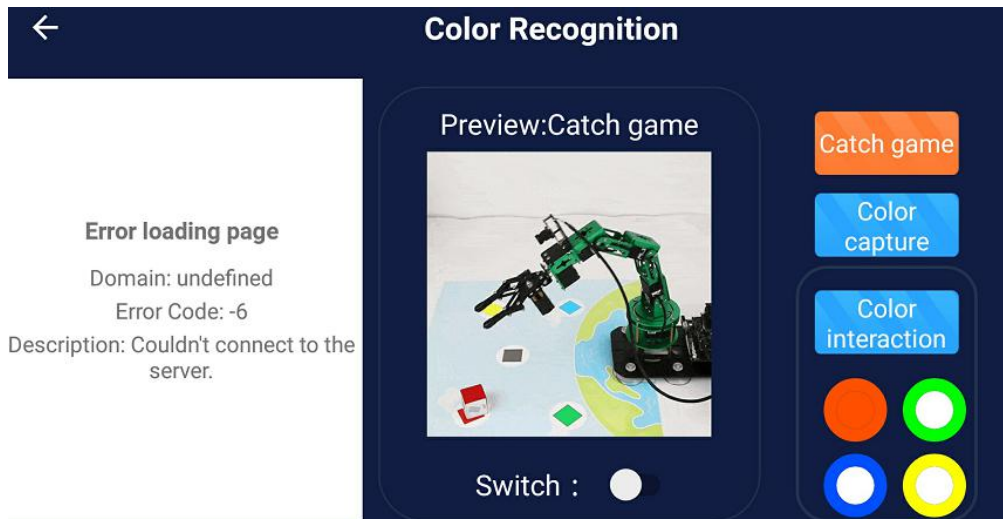 Color Recognition
Error loading page
Domain: undefined
Error Code: -6
Description: Couldn't connect to the
server.
Preview:Catch game
Switch :
Catch game
Color
capture
Color
interaction